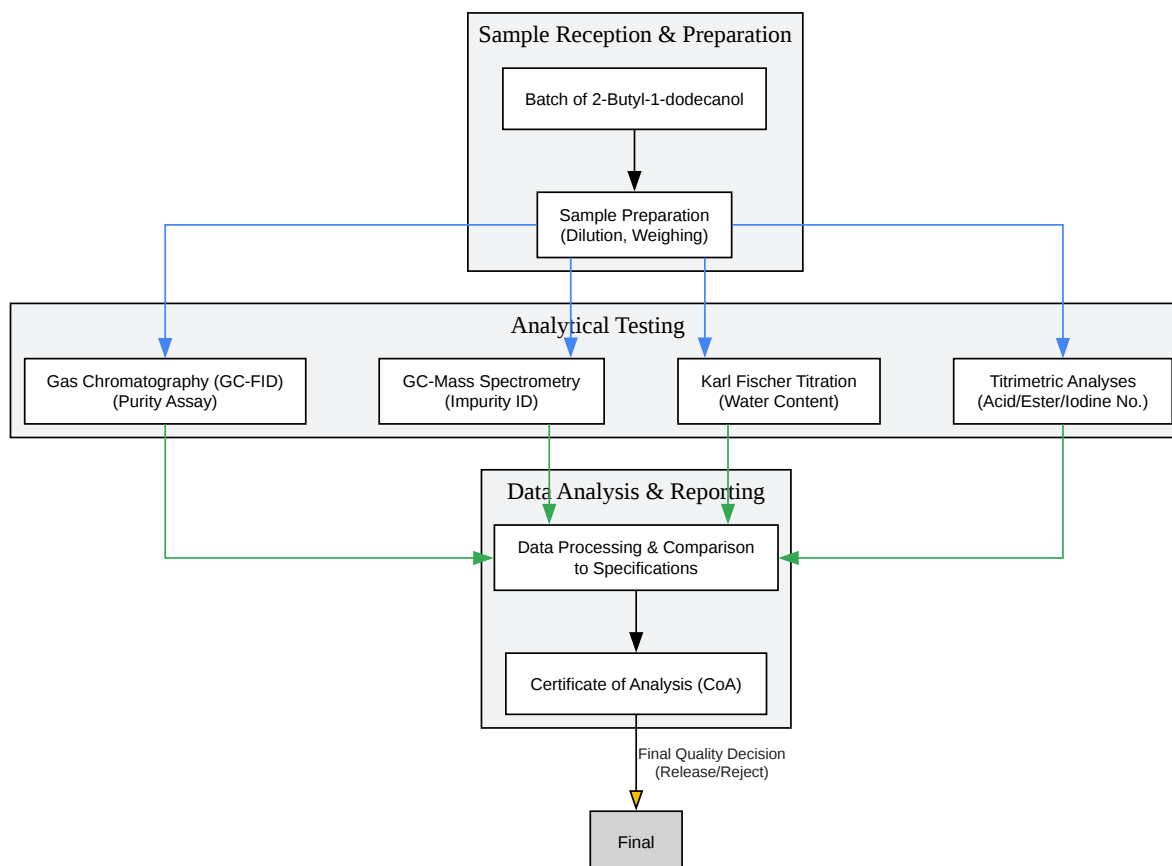 Sample Reception & Preparation
Batch of 2-Butyl-1-dodecanol
Sample Preparation
(Dilution, Weighing)
Analytical Testing
Gas Chromatography (GC-FID)
(Purity Assay)
GC-Mass Spectrometry
(Impurity ID)
Karl Fischer Titration
(Water Content)
Titrimetric Analyses
(Acid/Ester/Iodine No.)
Data Analysis & Reporting
Data Processing & Comparison
to Specifications
Certificate of Analysis (CoA)
Final Quality Decision
(Release/Reject)
Final